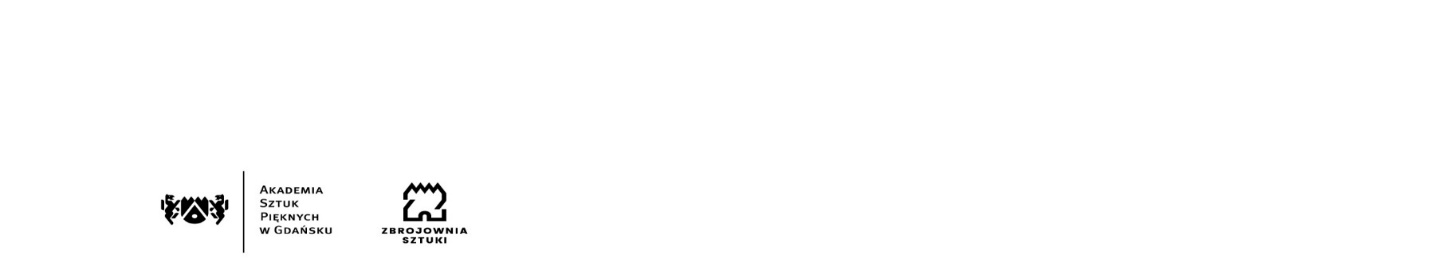 Akademia
Sztuk
Pięknych
w Gdańsku
ZBROJOWNIA
SZTUKI